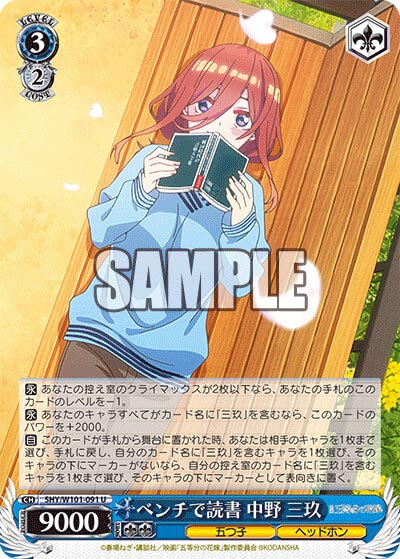 LEVEL
3
2
COST
SAMPLE
永 あなたの控え室のクライマックスが2枚以下なら、あなたの手札のこの
カードのレベルを-1。
永 あなたのキャラすべてがカード名に「三玖」を含むなら、このカードの
パワーを+2000。
自 このカードが手札から舞台に置かれた時、あなたは相手のキャラを1枚まで
選び、手札に戻し、自分のカード名に「三玖」を含むキャラを1枚選び、そ
の下にマーカーがないなら、自分のカード名に「三玖」を含むキャラを1枚まで
選び、そのキャラの下にマーカーとして表向きに置く。
CH 5HY/W101-091 U
ベンチで読書 中野 三玖
9000
五つ子
ヘッドホン
©春場ねぎ・講談社/映画「五等分の花嫁」製作委員会 ©KODANSHA